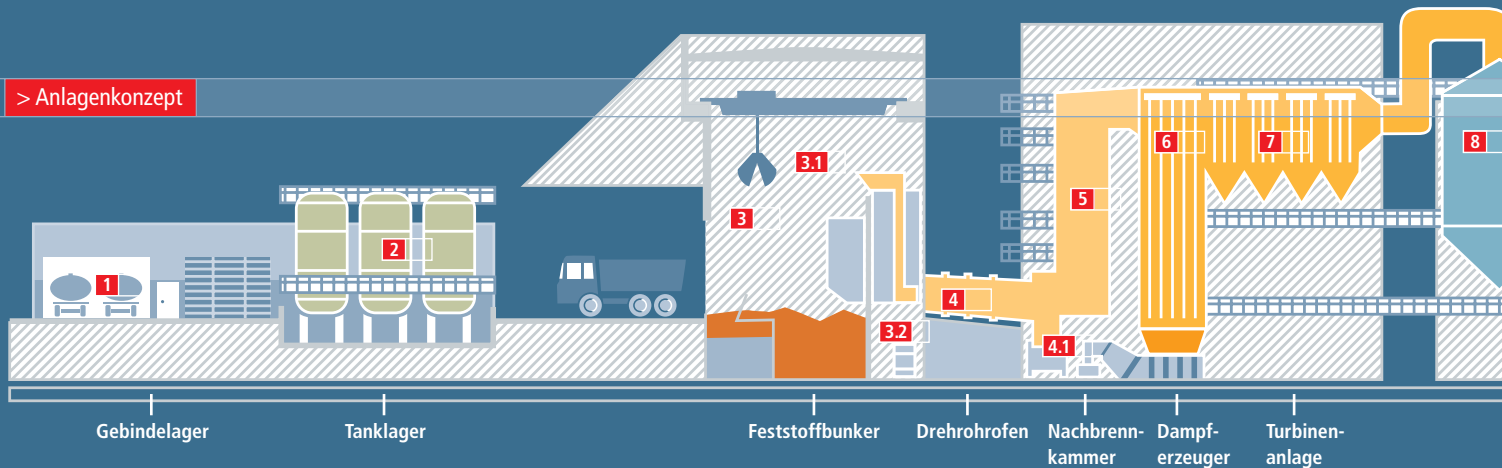 > Anlagenkonzept
3.1
6
7
8
5
3
2
1
4
3.2
4.1
Gebindelager
Tanklager
Feststoffbunker
Drehrohrofen
Nachbrenn-
kammer
Dampf-
erzeuger
Turbinen-
anlage